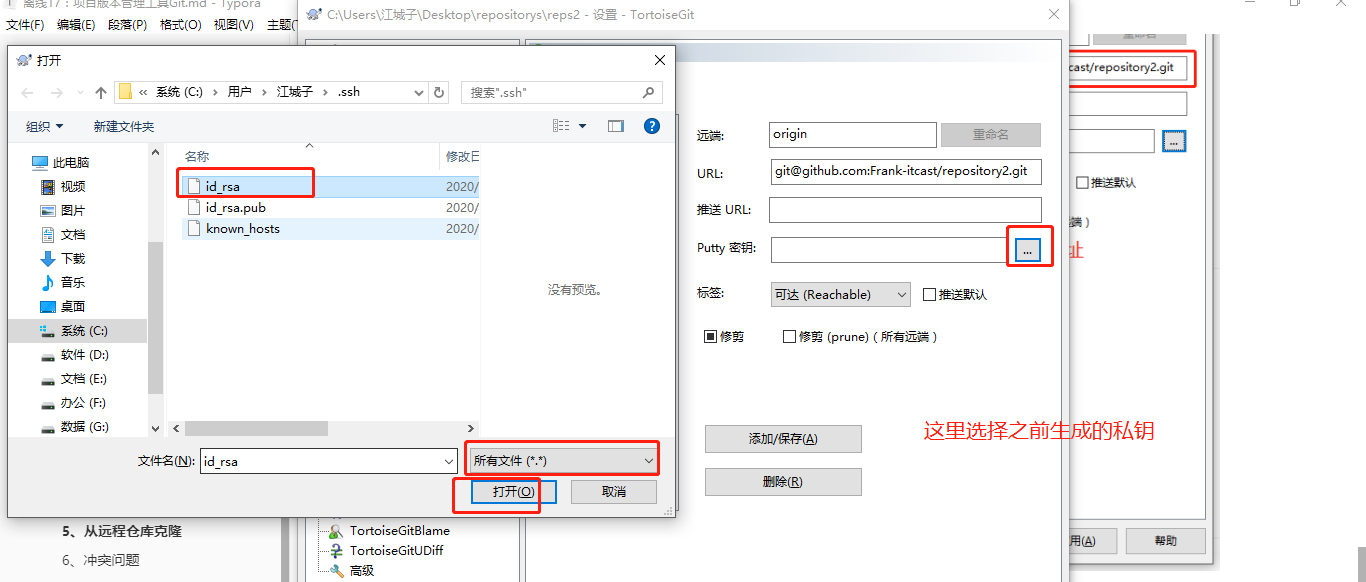 离线17：项目版本管理工具Git.md - Typora
文件(F) 编辑(E) 段落(P) 格式(O) 视图(V) 主题(
C:\Users\江城子\Desktop\repositorys\reps2 - 设置 - TortoiseGit
打开
« 系统 (C:) › 用户 › 江城子 › .ssh
搜索".ssh"
组织
新建文件夹
此电脑
视频
图片
文档
下载
音乐
桌面
系统 (C:)
软件 (D:)
文档 (E:)
办公 (F:)
数据 (G:)
名称
修改日
id_rsa 2020/
id_rsa.pub 2020/
known_hosts 2020/
没有预览。
文件名(N): id_rsa
所有文件 (*.*)
打开(O)
取消
远端: origin
重命名
URL: git@github.com:Frank-itcast/repository2.git
推送 URL:
Putty 密钥: ...
标签: 可达 (Reachable)
推送默认
修剪
修剪 (prune) ( 所有远端 )
添加/保存(A)
删除(R)
这里选择之前生成的私钥
重命名
cast/repository2.git
...
推送默认
端 )
址
用(A)
帮助
TortoiseGitBlame
TortoiseGitUDiff
高级
5、从远程仓库克隆
6、冲突问题